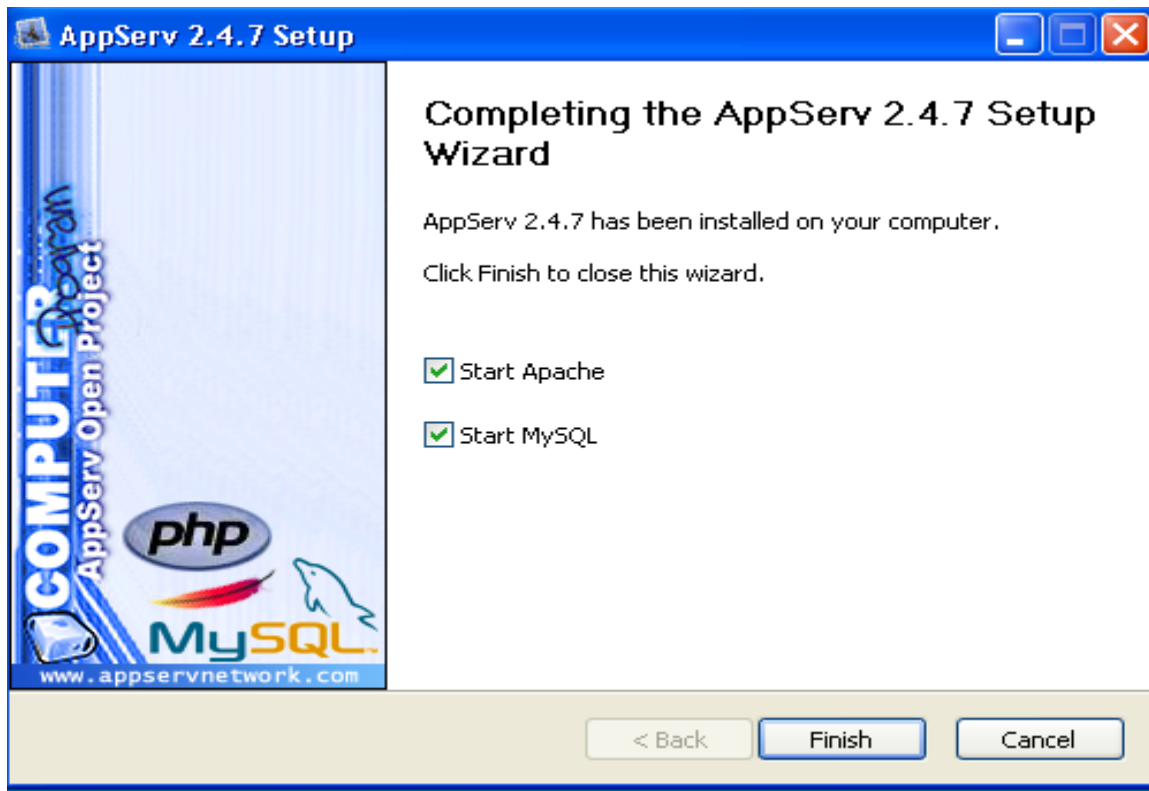 AppServ 2.4.7 Setup
Completing the AppServ 2.4.7 Setup
Wizard
AppServ 2.4.7 has been installed on your computer.
Click Finish to close this wizard.
Start Apache
Start MySQL
COMPUTER
Program
AppServ Open Project
php
MySQL
www.appservnetwork.com
< Back
Finish
Cancel